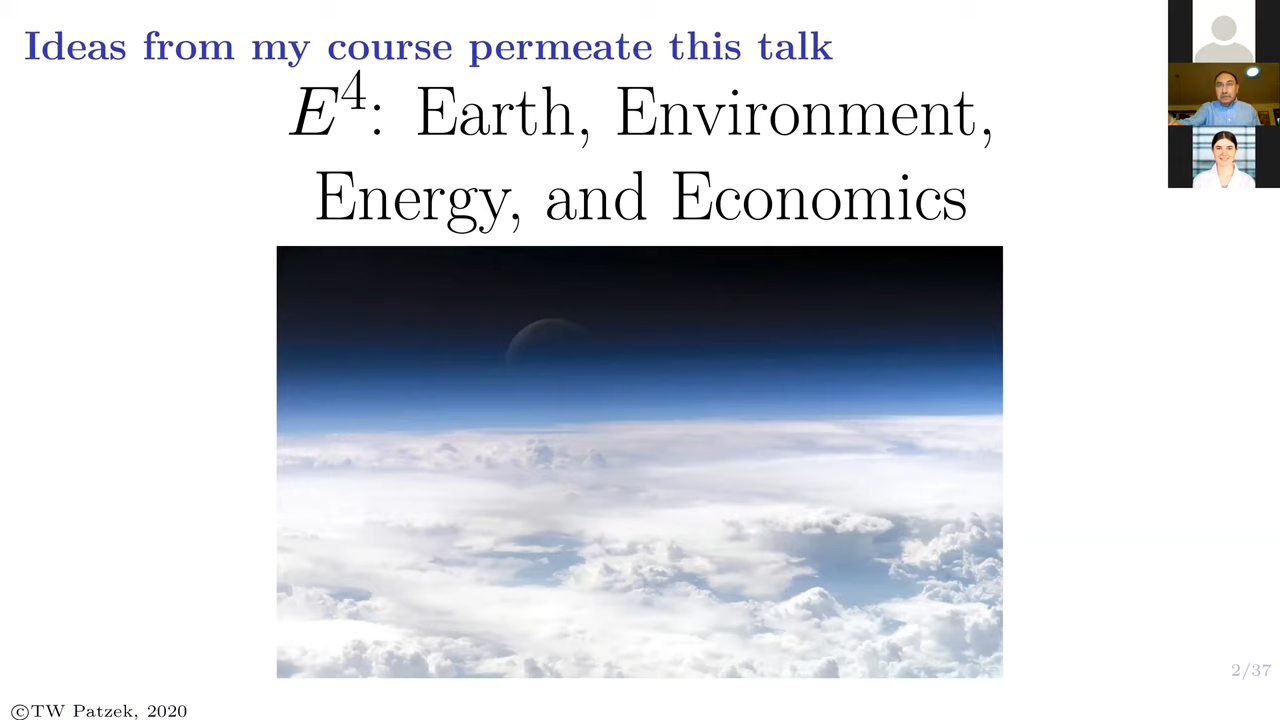 Ideas from my course permeate this talk
E⁴: Earth, Environment,
Energy, and Economics
2/37
©TW Patzek, 2020